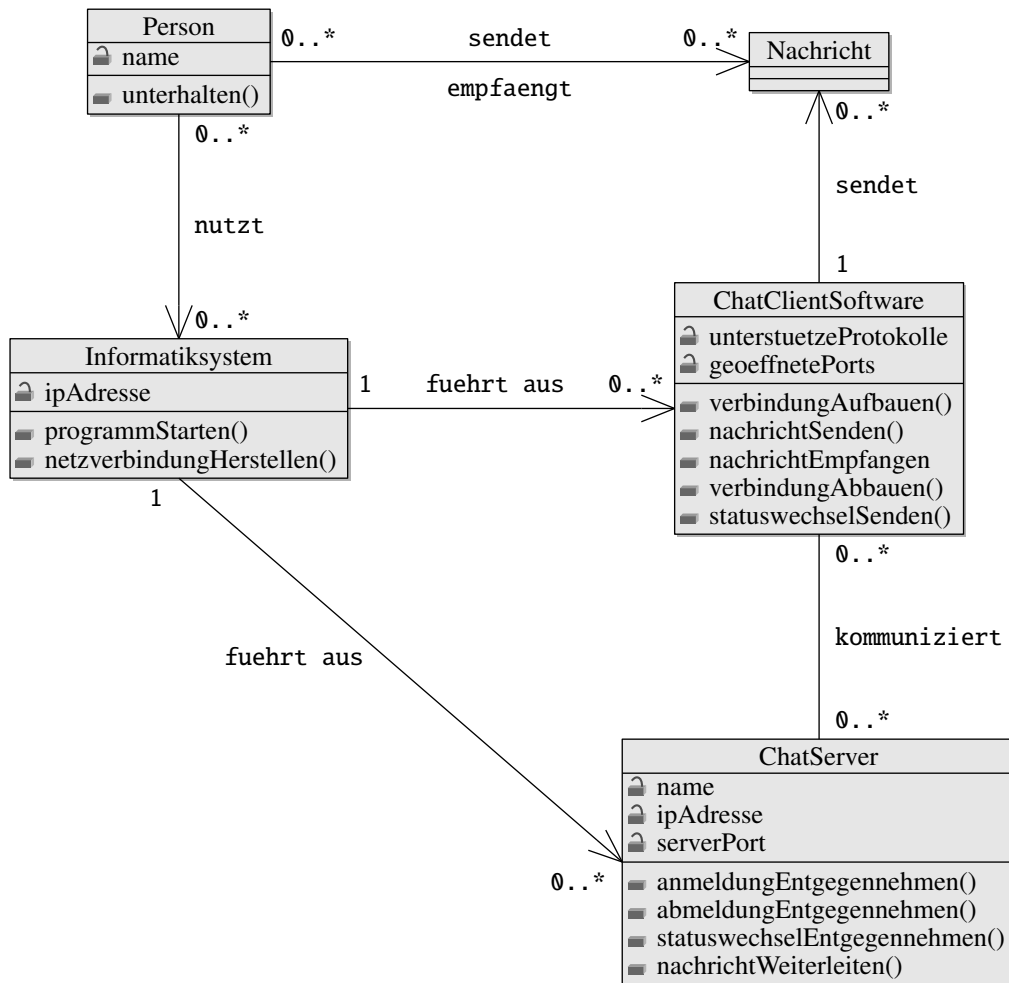 Person
name
unterhalten()
0..*
sendet
0..*
empfaengt
Nachricht
0..*
nutzt
0..*
0..*
sendet
1
Informatiksystem
ipAdresse
programmStarten()
netzverbindungHerstellen()
1
fuehrt aus
0..*
ChatClientSoftware
unterstuetzeProtokolle
geoeffnetePorts
verbindungAufbauen()
nachrichtSenden()
nachrichtEmpfangen
verbindungAbbauen()
statuswechselSenden()
1
fuehrt aus
0..*
0..*
kommuniziert
0..*
ChatServer
name
ipAdresse
serverPort
anmeldungEntgegennehmen()
abmeldungEntgegennehmen()
statuswechselEntgegennehmen()
nachrichtWeiterleiten()